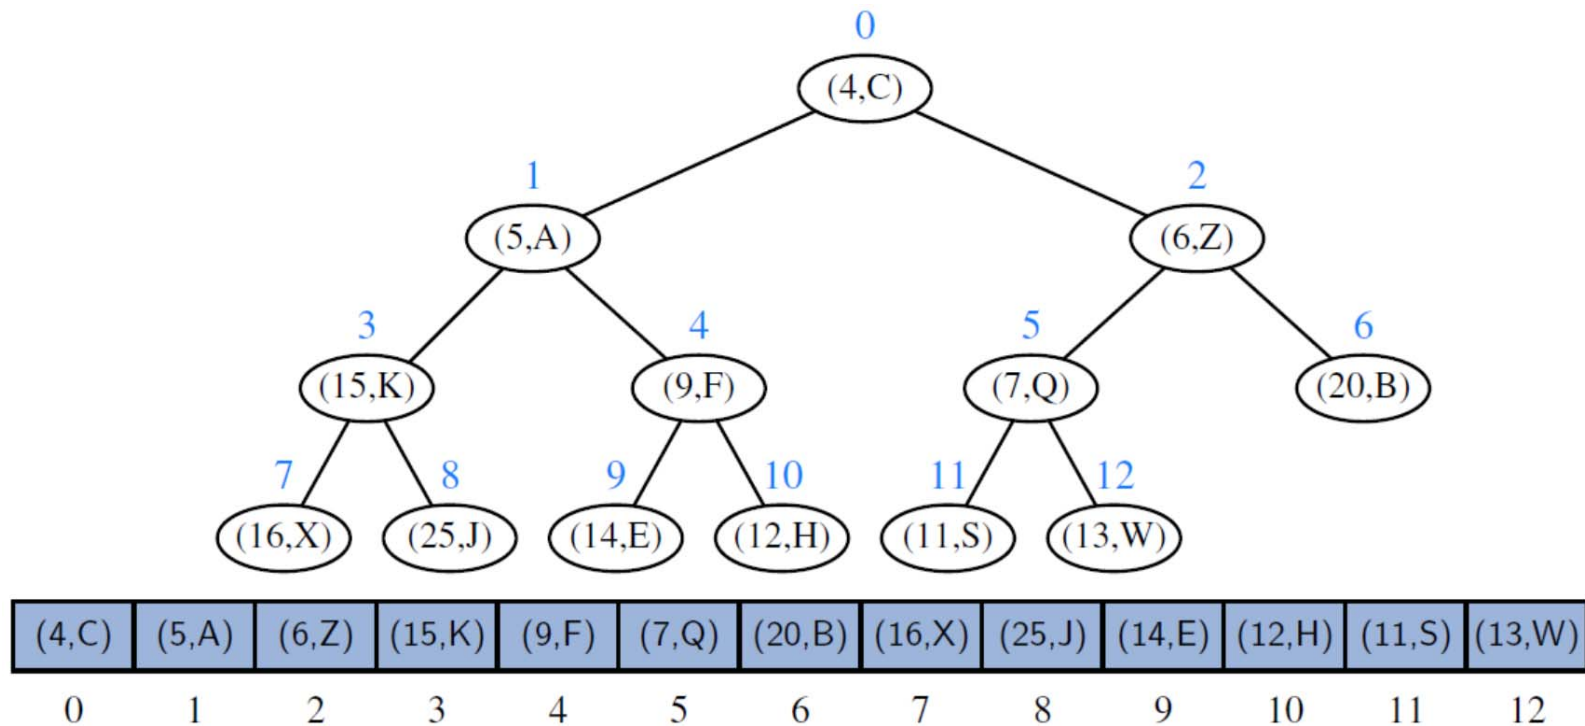 0
(4,C)
1 2
(5,A) (6,Z)
3 4 5 6
(15,K) (9,F) (7,Q) (20,B)
7 8 9 10 11 12
(16,X) (25,J) (14,E) (12,H) (11,S) (13,W)
(4,C) (5,A) (6,Z) (15,K) (9,F) (7,Q) (20,B) (16,X) (25,J) (14,E) (12,H) (11,S) (13,W)
0 1 2 3 4 5 6 7 8 9 10 11 12